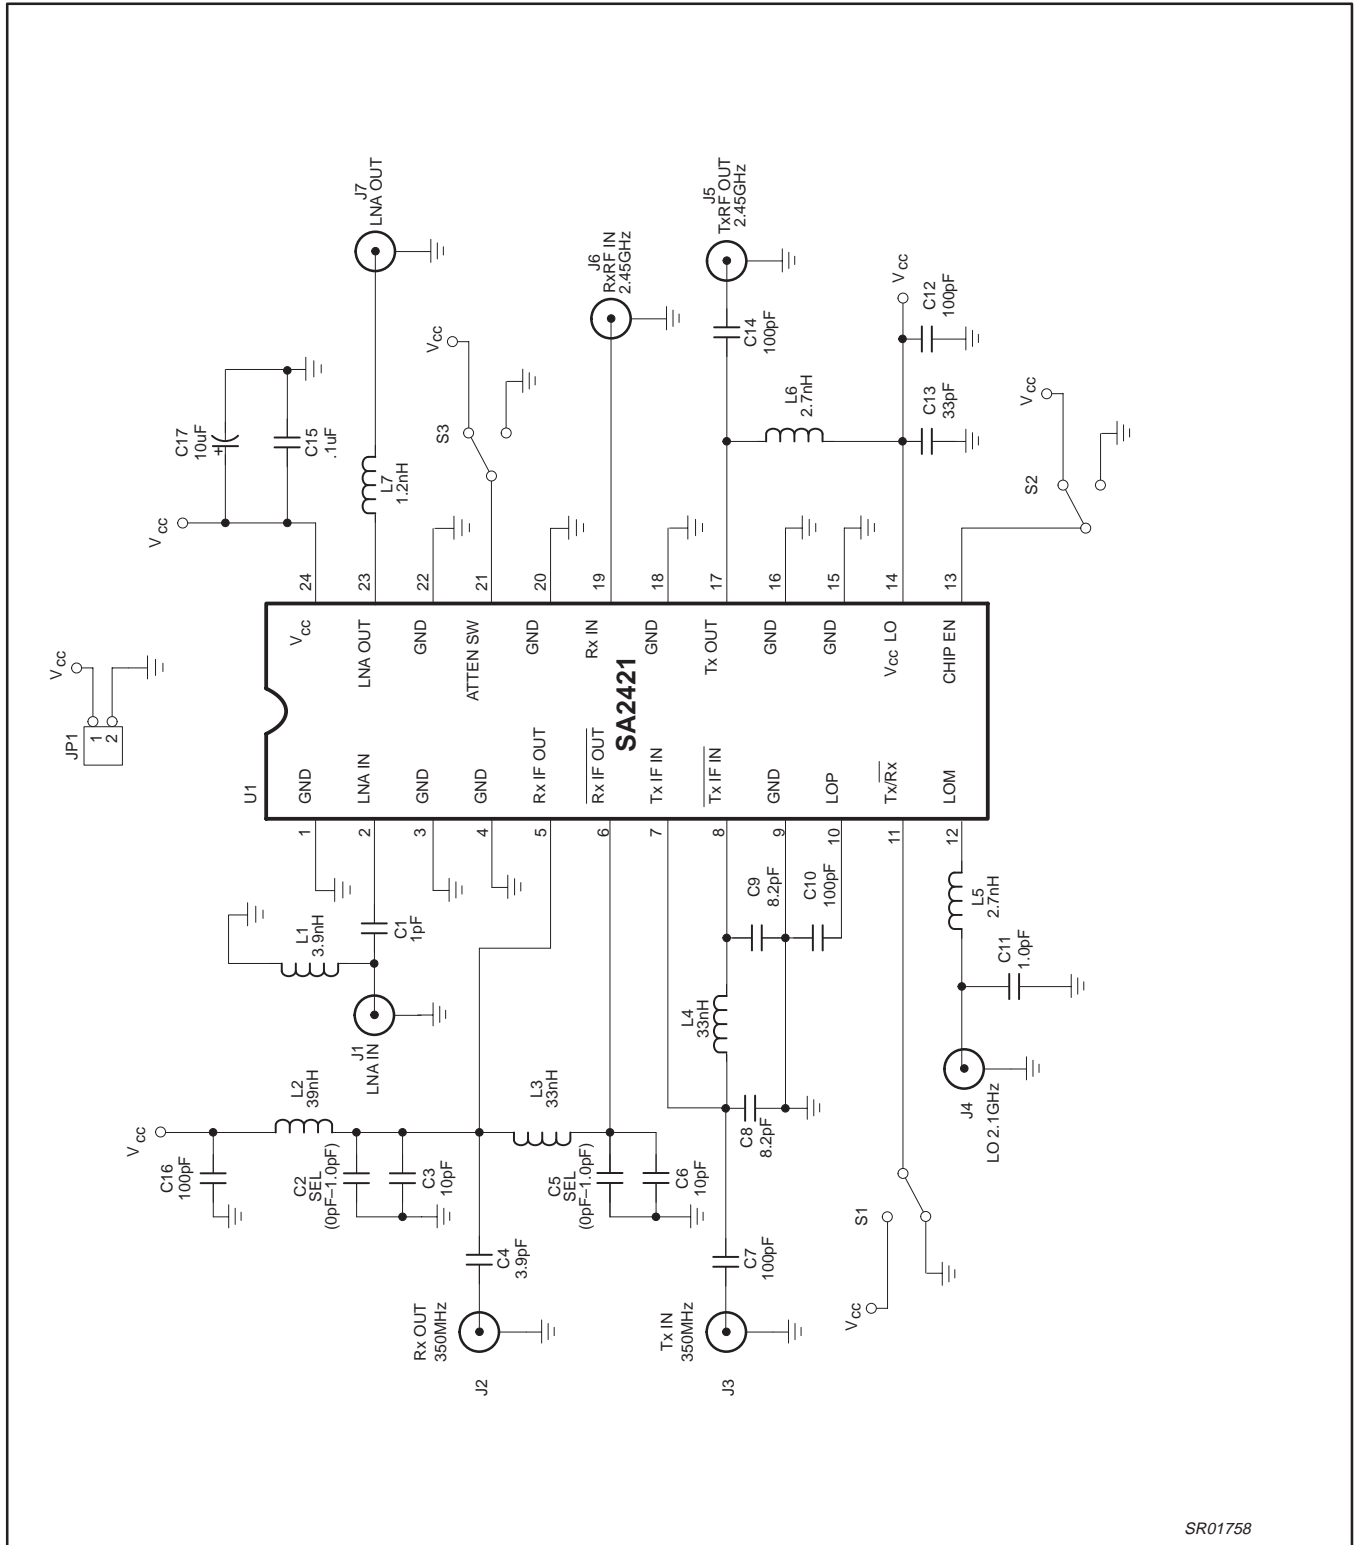 JP1
1
2
Vcc
Vcc
C17
10uF
+
C15
.1uF
J7
LNA OUT
L7
1.2nH
S3
Vcc
J6
RxRF IN
2.45GHz
J5
TxRF OUT
2.45GHz
C14
100pF
L6
2.7nH
Vcc
C12
100pF
C13
33pF
Vcc
S2
24
23
22
21
20
19
18
17
16
15
14
13
Vcc
LNA OUT
GND
ATTEN SW
GND
Rx IN
GND
Tx OUT
GND
GND
Vcc LO
CHIP EN
SA2421
U1
GND
LNA IN
GND
GND
Rx IF OUT
Rx IF OUT
Tx IF IN
Tx IF IN
GND
LOP
Tx/Rx
LOM
1
2
3
4
5
6
7
8
9
10
11
12
L1
3.9nH
C1
1pF
J1
LNA IN
C9
8.2pF
C10
100pF
L5
2.7nH
C11
1.0pF
L4
33nH
C8
8.2pF
J4
LO 2.1GHz
Vcc
C16
100pF
L2
39nH
C2
SEL
(0pF–1.0pF)
C3
10pF
L3
33nH
C5
SEL
(0pF–1.0pF)
C6
10pF
C4
3.9pF
C7
100pF
S1
Vcc
Rx OUT
350MHz
J2
Tx IN
350MHz
J3
SR01758